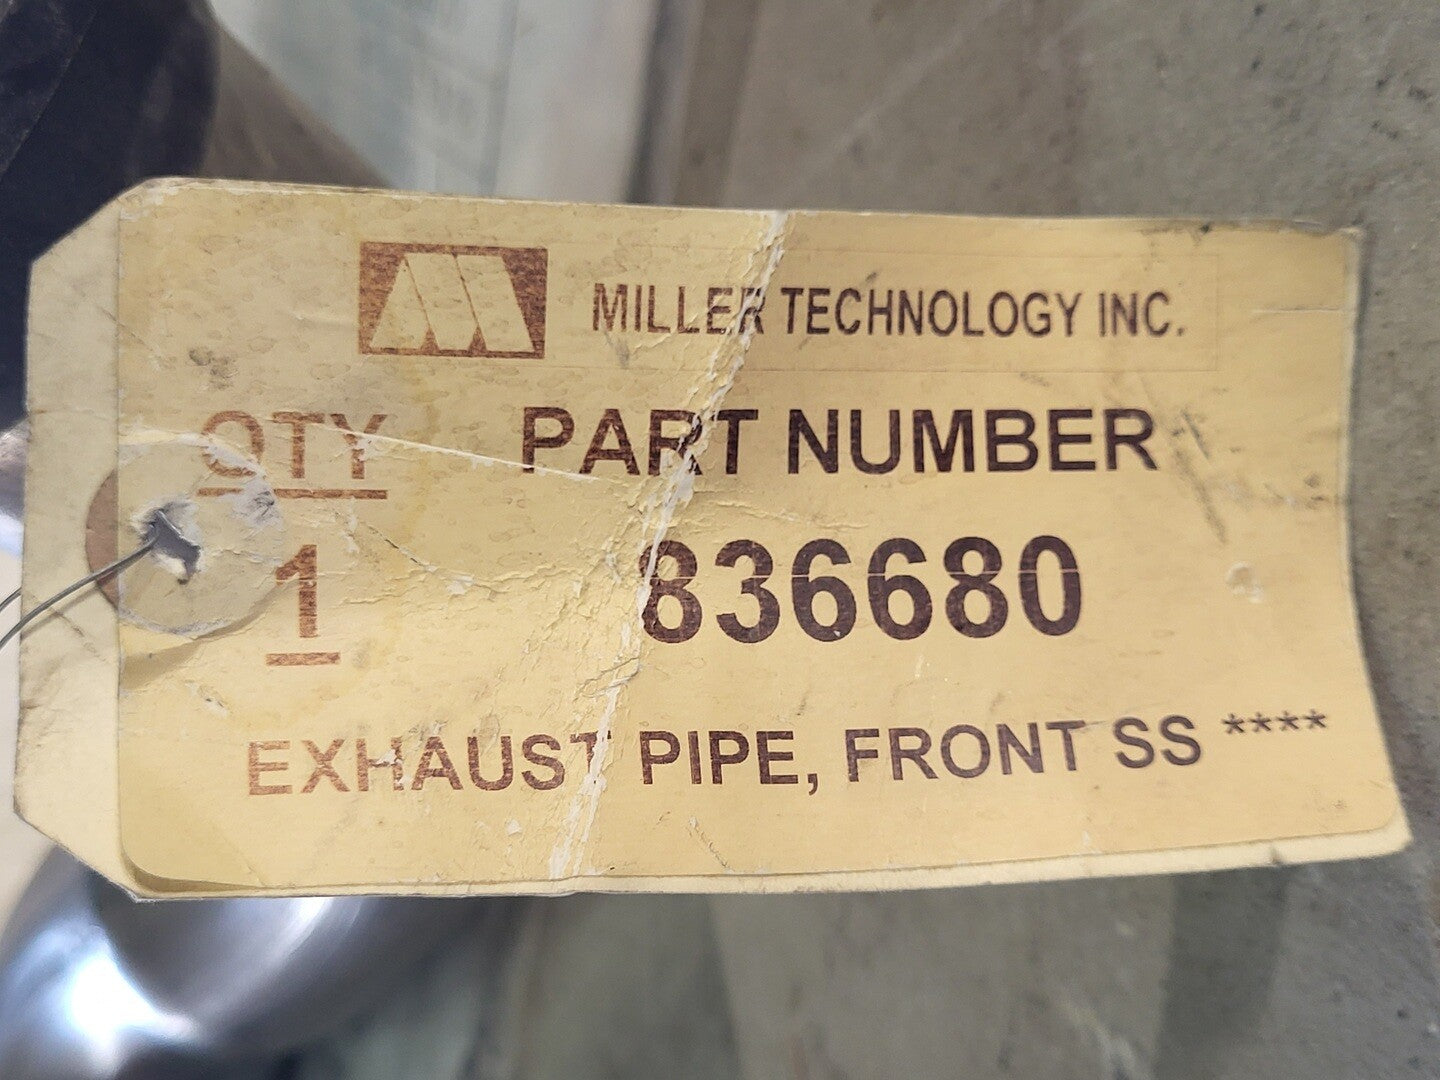 MILLER TECHNOLOGY INC.
QTY PART NUMBER
1 836680
EXHAUST PIPE, FRONT SS ****